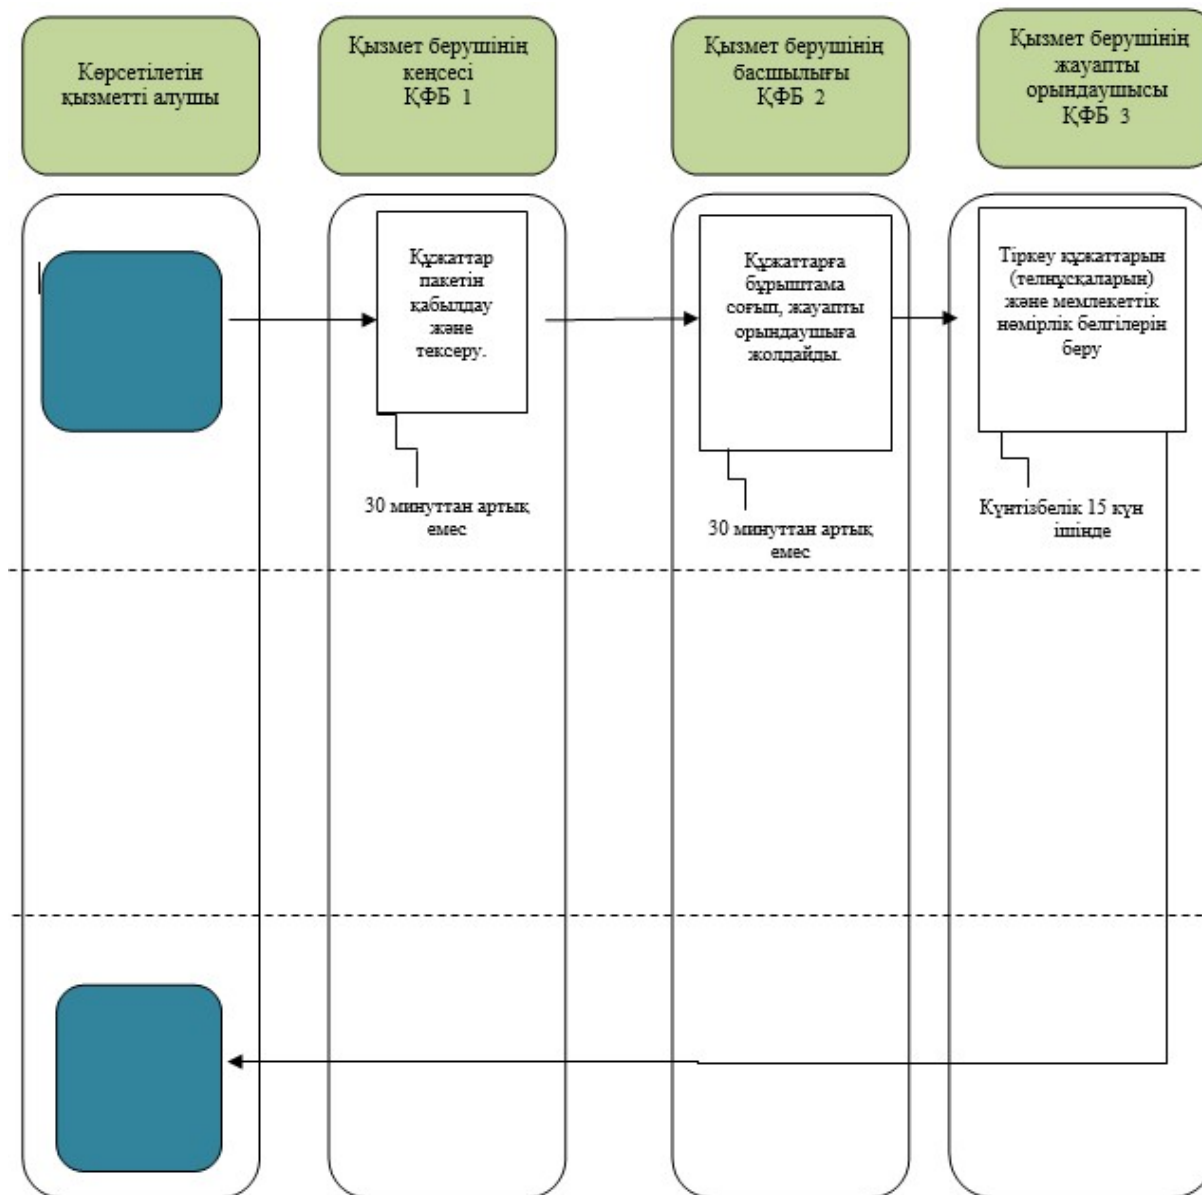 Көрсетілетін
қызметті алушы
Қызмет берушінің
кеңсесі
ҚФБ 1
Қызмет берушінің
басшылығы
ҚФБ 2
Қызмет берушінің
жауапты
орындаушысы
ҚФБ 3
Құжаттар
пакетін
қабылдау
және
тексеру.
Құжаттарға
бұрыштама
соғып, жауапты
орындаушыға
жолдайды.
Тіркеу құжаттарын
(телнұсқаларын)
және мемлекеттік
нөмірлік белгілерін
беру
30 минуттан артық
емес
30 минуттан артық
емес
Күнтізбелік 15 күн
ішінде